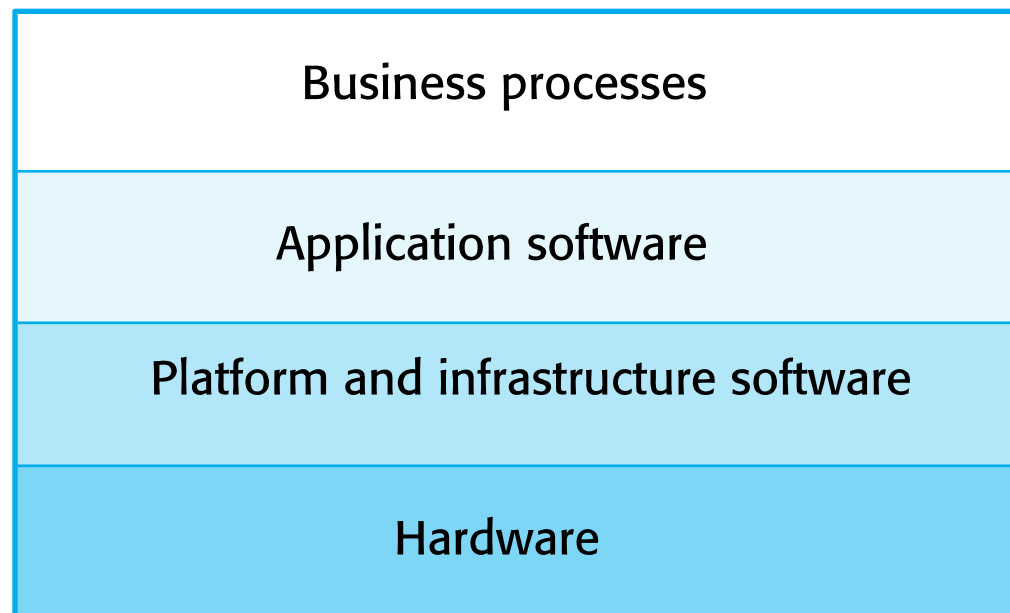 Business processes
Application software
Platform and infrastructure software
Hardware